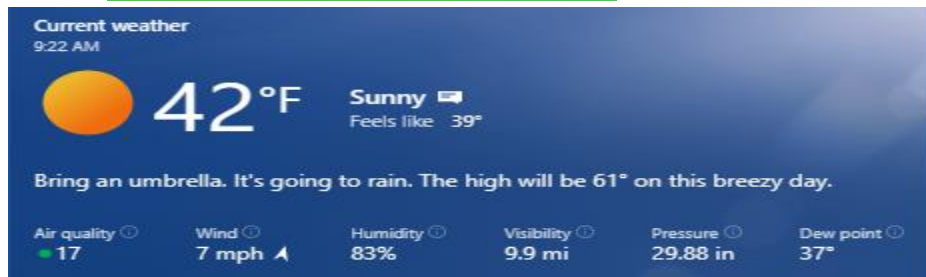 Current weather
9:22 AM
42°F
Sunny
Feels like 39°
Bring an umbrella. It's going to rain. The high will be 61° on this breezy day.
Air quality Wind Humidity Visibility Pressure Dew point
17 7 mph 83% 9.9 mi 29.88 in 37°